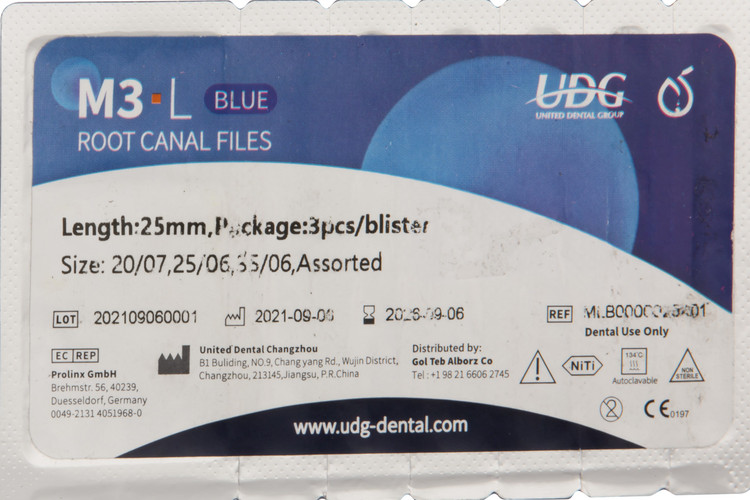 M3-L BLUE
ROOT CANAL FILES
UDG
UNITED DENTAL GROUP
Length:25mm,Package:3pcs/blister
Size: 20/07,25/06,35/06,Assorted
LOT 202109060001
2021-09-06
09-06
REF
Dental Use Only
EC REP
Prolinx GmbH
Brehmstr. 56, 40239,
Duesseldorf, Germany
0049-2131 4051968-0
United Dental Changzhou
B1 Buliding, NO.9, Chang yang Rd., Wujin District,
Changzhou, 213145,Jiangsu, P.R.China
Distributed by:
Gol Teb Alborz Co
Tel : +1 98 21 6606 2745
NiTi
134°C
Autoclavable
NON
STERILE
2
CE 0197
www.udg-dental.com